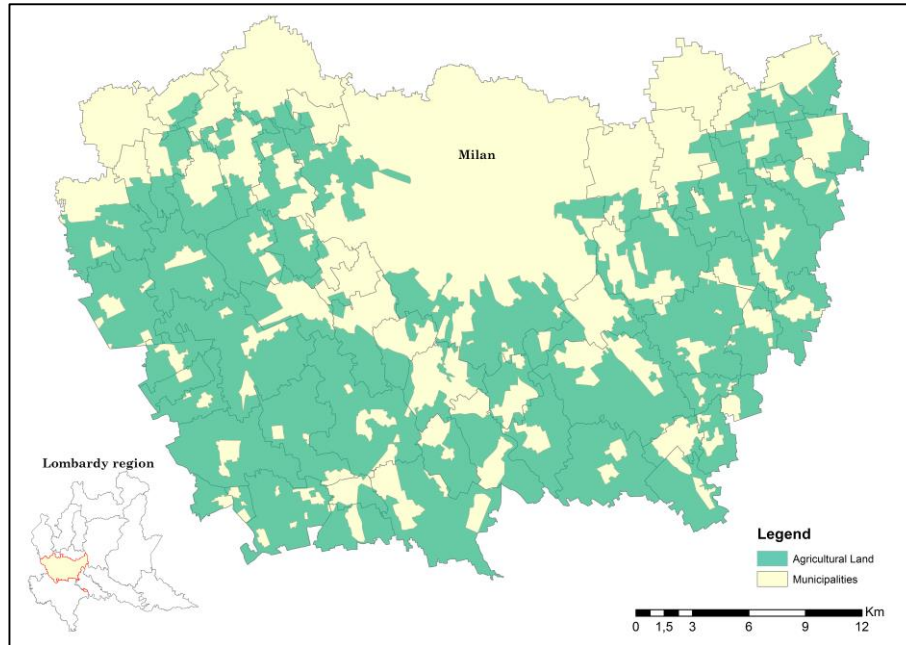 Milan
Lombardy region
Legend
Agricultural Land
Municipalities
Km
0 1,5 3 6 9 12